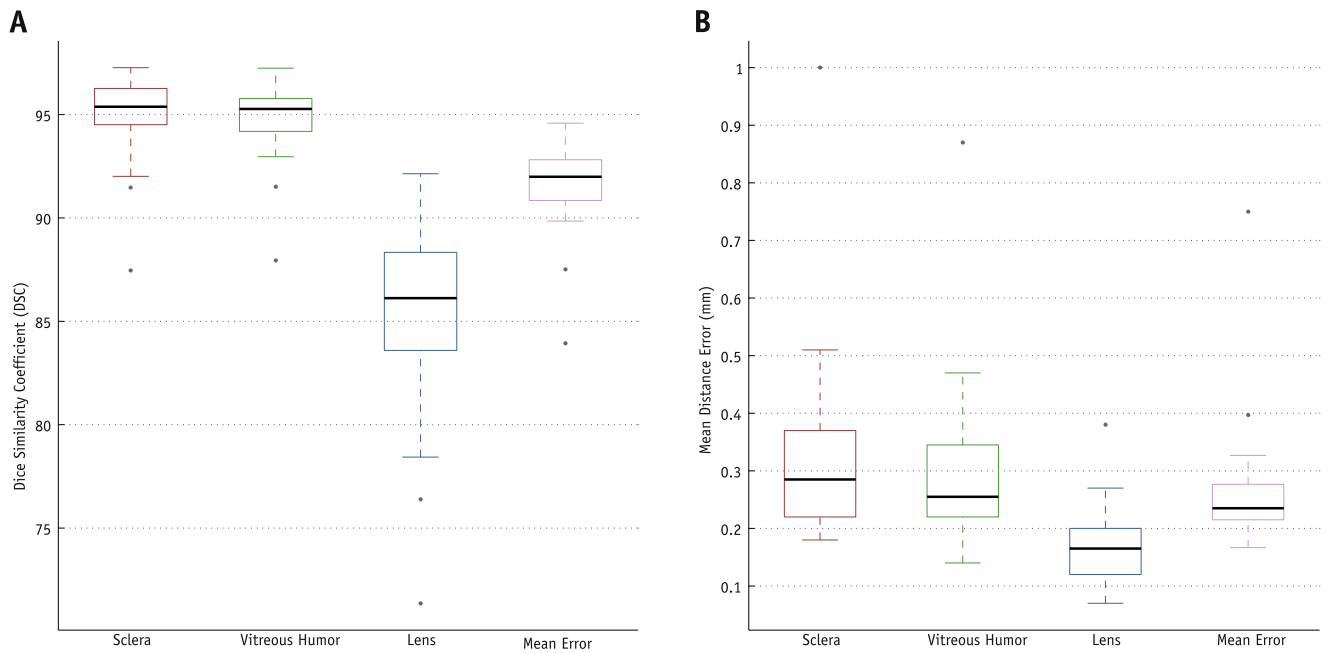 A
Dice Similarity Coefficient (DSC)
95
90
85
80
75
Sclera
Vitreous Humor
Lens
Mean Error
B
Mean Distance Error (mm)
1
0.9
0.8
0.7
0.6
0.5
0.4
0.3
0.2
0.1
Sclera
Vitreous Humor
Lens
Mean Error